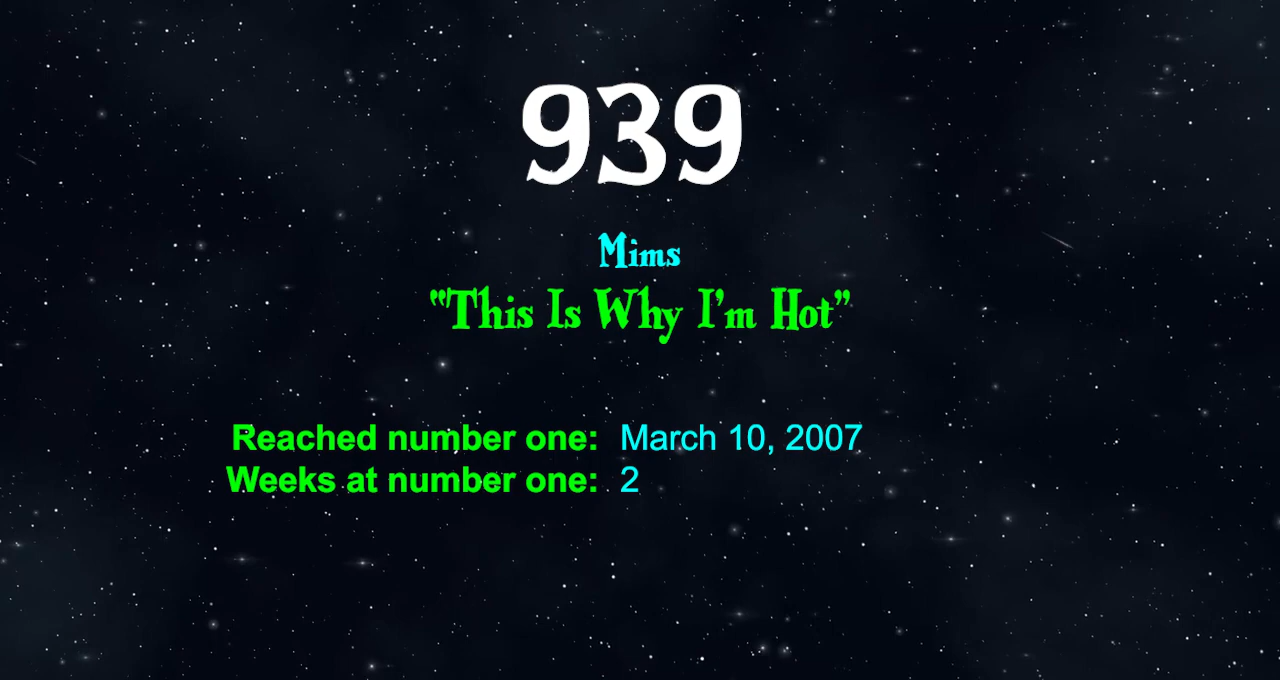 939
Mims
"This Is Why I'm Hot"
Reached number one: March 10, 2007
Weeks at number one: 2